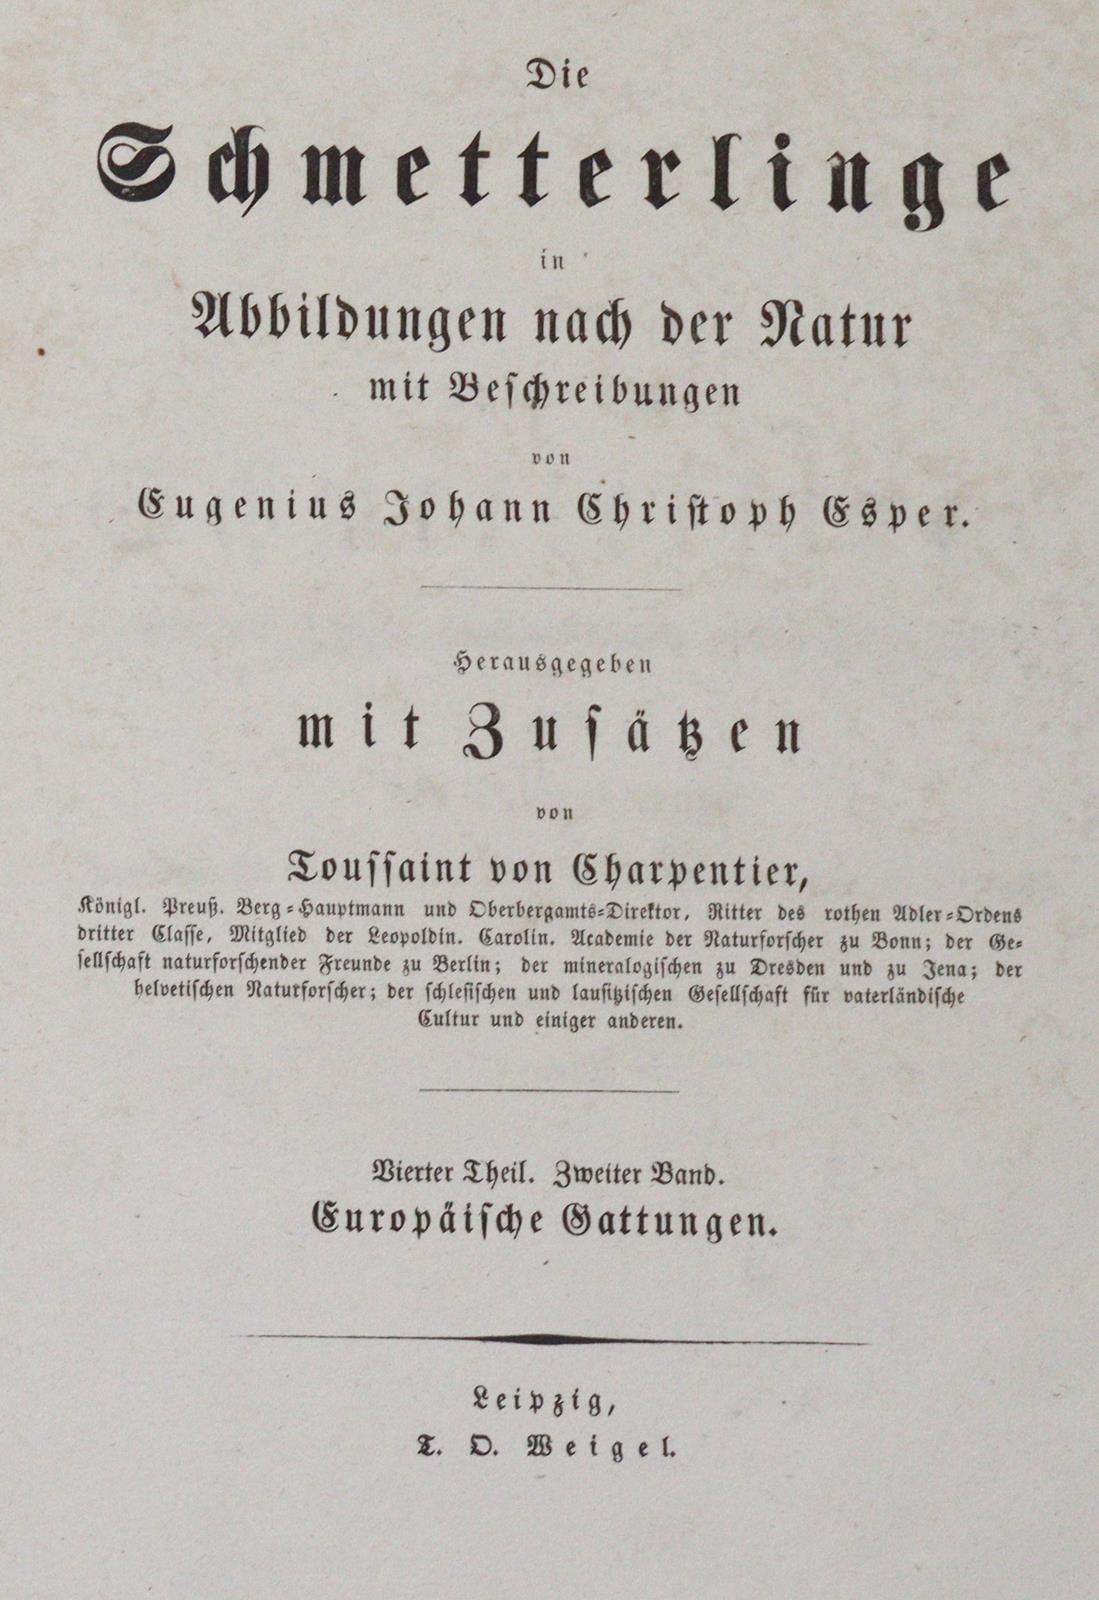 Die
Schmetterlinge
in
Abbildungen nach der Natur
mit Beschreibungen
von
Eugenius Johann Christoph Esper.
Herausgegeben
mit Zusätzen
von
Toussaint von Charpentier,
Königl. Preuß. Berg-Hauptmann und Oberbergamts-Direktor, Ritter des rothen Adler-Ordens
dritter Classe, Mitglied der Leopoldin. Carolin. Academie der Naturforscher zu Bonn; der Ge-
sellschaft naturforschender Freunde zu Berlin; der mineralogischen zu Dresden und zu Jena; der
helvetischen Naturforscher; der schlesischen und lausitzischen Gesellschaft für vaterländische
Cultur und einiger anderen.
Vierter Theil. Zweiter Band.
Europäische Gattungen.
Leipzig,
T. O. Weigel.